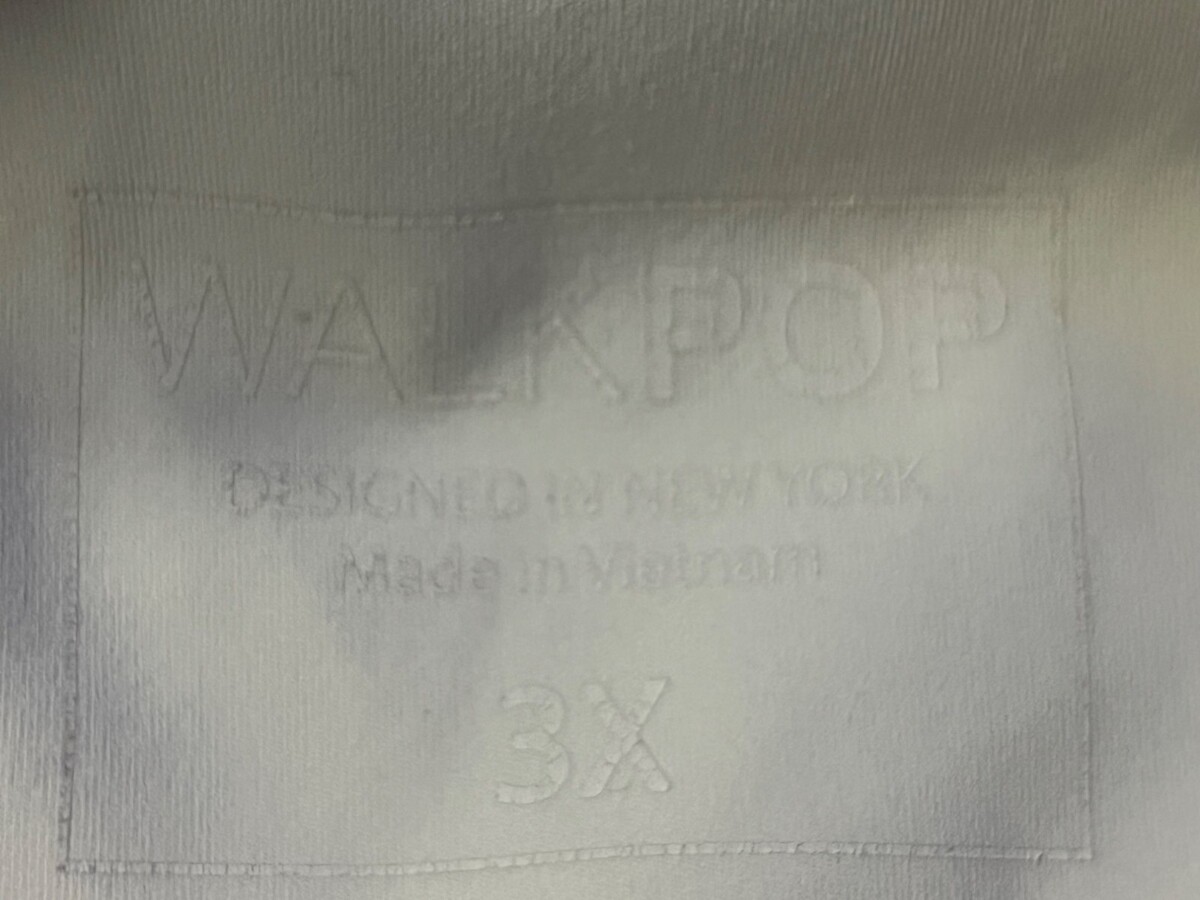 WALKPOP
DESIGNED IN NEW YORK
Made in Vietnam
3X